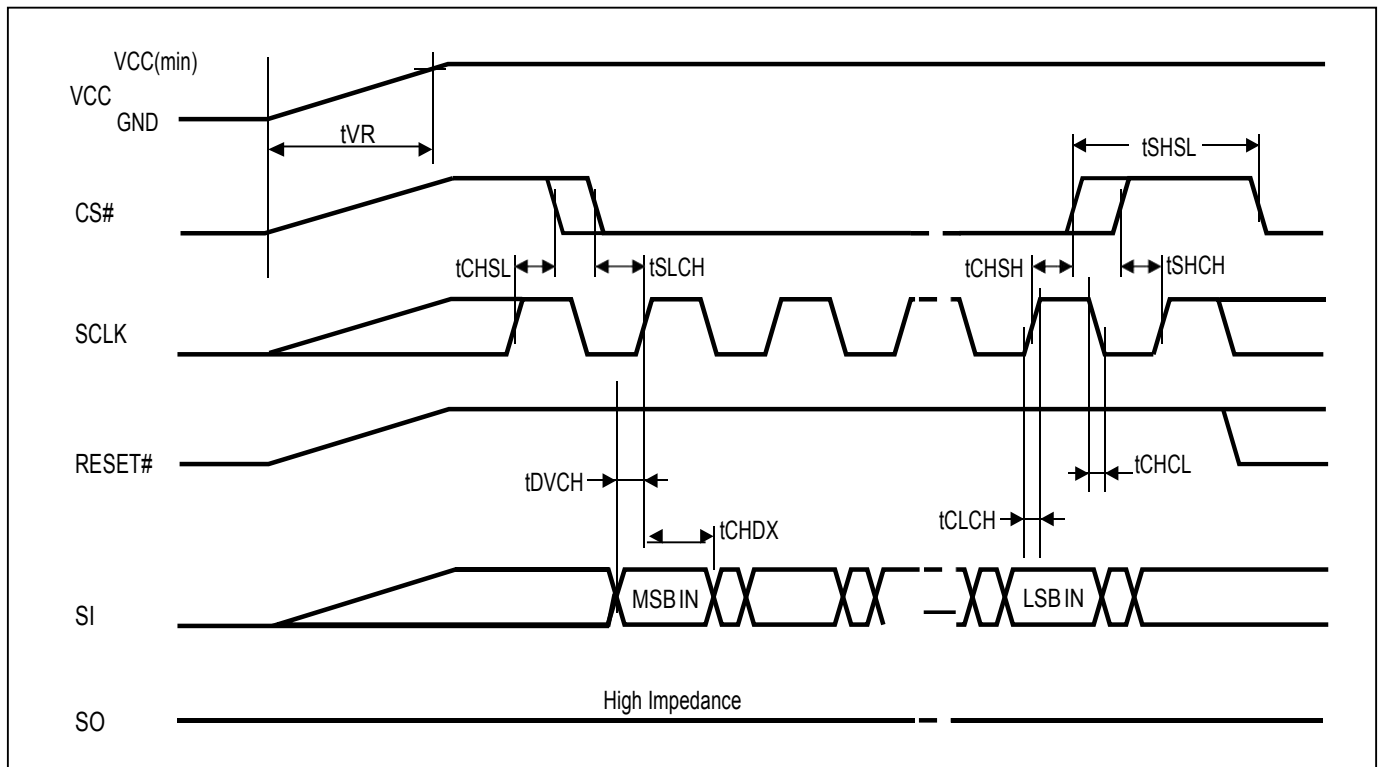 VCC(min)
VCC
GND
tVR
tSHSL
CS#
tCHSL
tSLCH
tCHSH
tSHCH
SCLK
RESET#
tDVCH
tCHCL
tCLCH
tCHDX
SI
MSB IN
LSB IN
High Impedance
SO